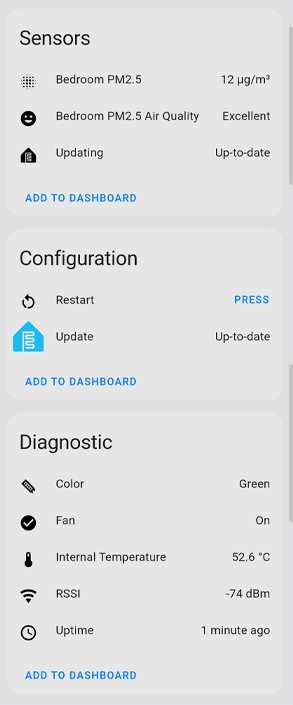 Sensors
Bedroom PM2.5 12 µg/m³
Bedroom PM2.5 Air Quality Excellent
Updating Up-to-date
ADD TO DASHBOARD
Configuration
Restart PRESS
Update Up-to-date
ADD TO DASHBOARD
Diagnostic
Color Green
Fan On
Internal Temperature 52.6 °C
RSSI -74 dBm
Uptime 1 minute ago
ADD TO DASHBOARD